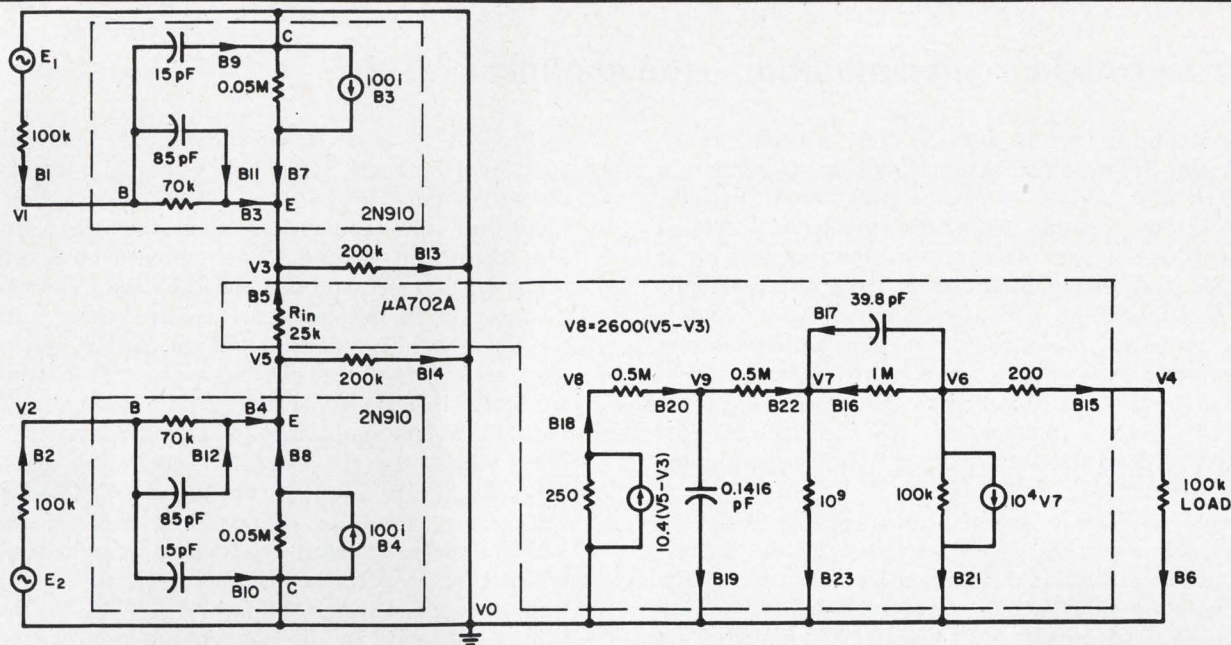 E1
100k
B1
V1
15 pF
B9
C
0.05M
100 i
B3
85 pF
B11
B7
B
70k
B3
E
2N910
200k
V3
B13
B5
μA702A
Rin
25k
V5
200k
B14
V2
B
70k
B4
E
2N910
B2
B12
B8
85 pF
100k
0.05M
100 i
B4
15 pF
E2
B10
C
V0
V8=2600(V5-V3)
39.8 pF
B17
V8
0.5M
V9
0.5M
V7
1M
V6
200
V4
B20
B22
B16
B15
B18
250
10.4(V5-V3)
0.1416
pF
10^9
100k
10^4 V7
100k
LOAD
B19
B23
B21
B6